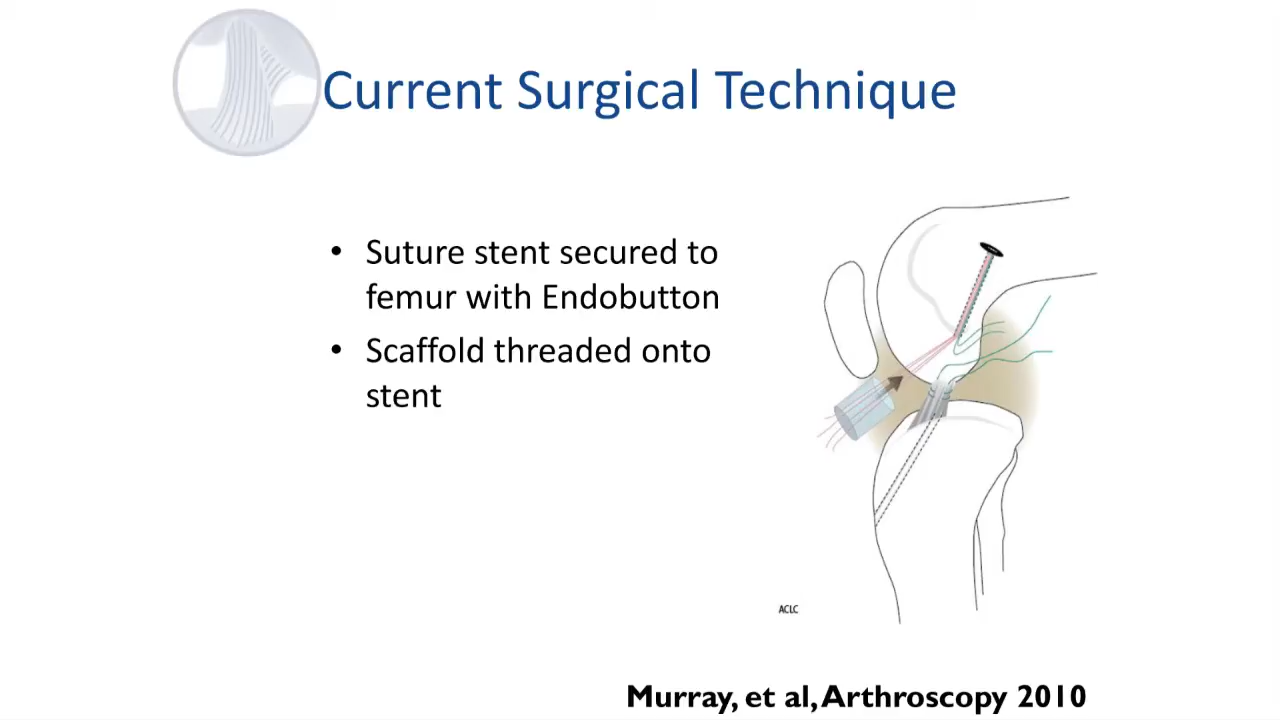 Current Surgical Technique
• Suture stent secured to
femur with Endobutton
• Scaffold threaded onto
stent
ACLC
Murray, et al, Arthroscopy 2010